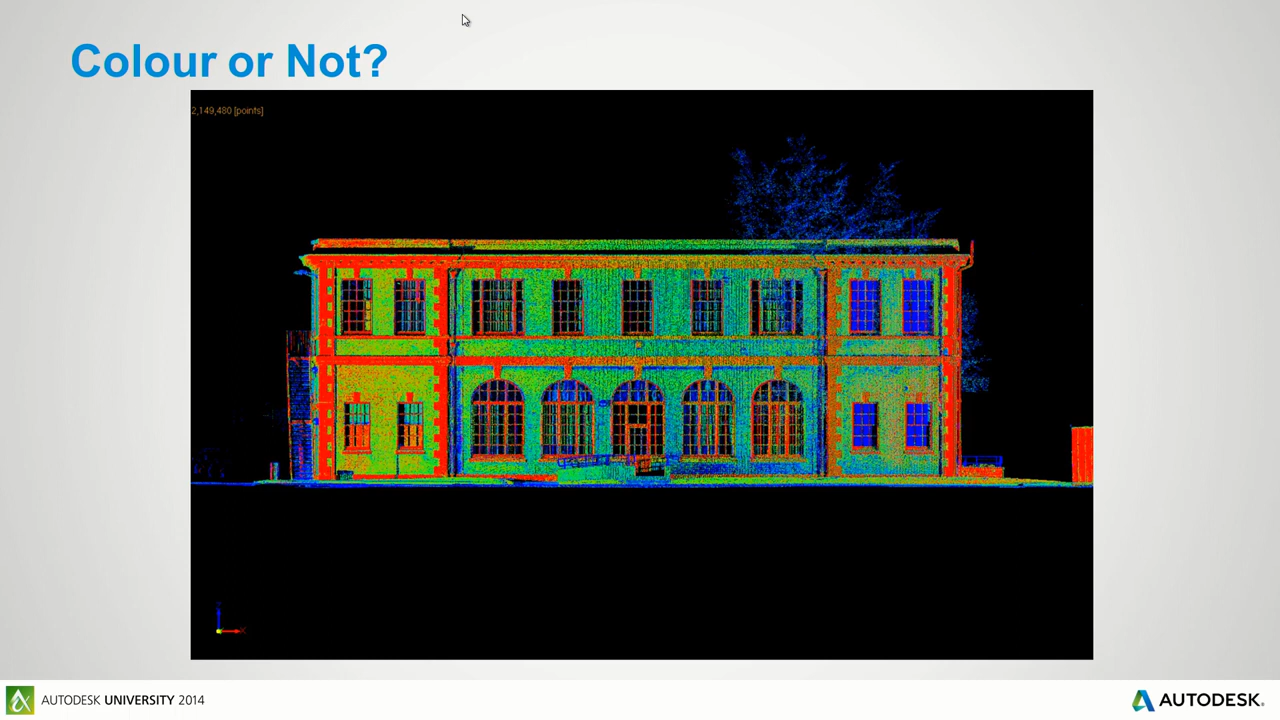 Colour or Not?
2,149,480 [points]
X
AUTODESK UNIVERSITY 2014
AUTODESK.